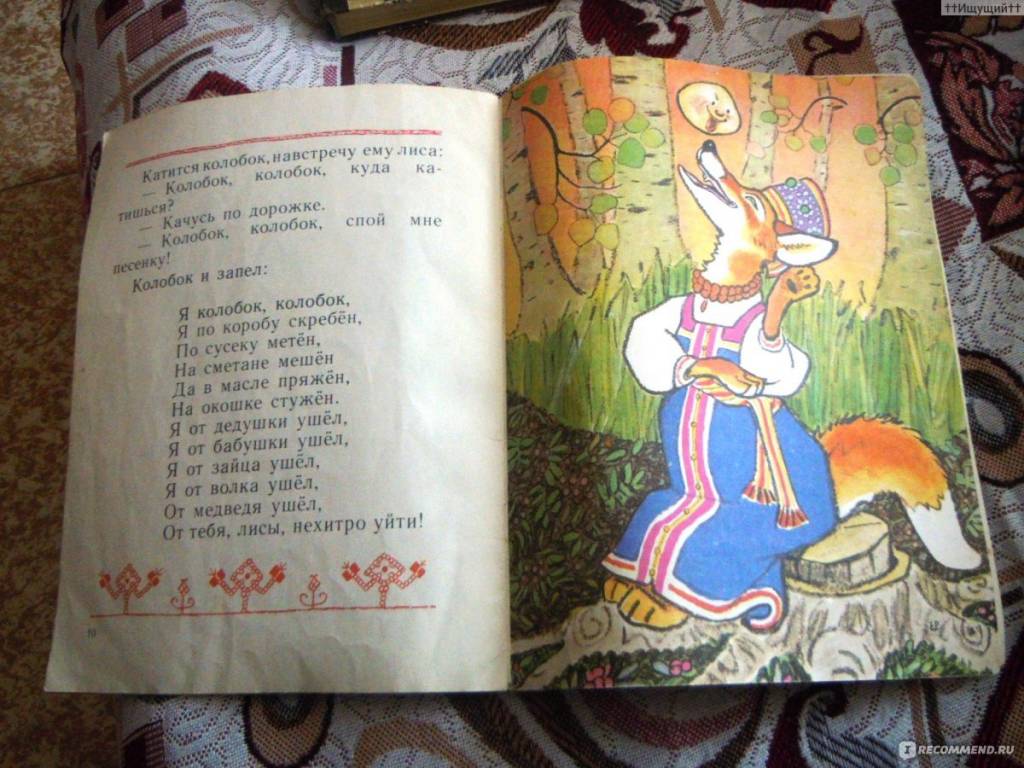 ††Ищущий††
Катится колобок, навстречу ему лиса:
— Колобок, колобок, куда ка-
тишься?
— Качусь по дорожке.
— Колобок, колобок, спой мне
песенку!
Колобок и запел:
Я колобок, колобок,
Я по коробу скребён,
По сусеку метён,
На сметане мешён
Да в масле пряжён,
На окошке стужён.
Я от дедушки ушёл,
Я от бабушки ушёл,
Я от зайца ушёл,
Я от волка ушёл,
От медведя ушёл,
От тебя, лисы, нехитро уйти!
10
IRECOMMEND.RU